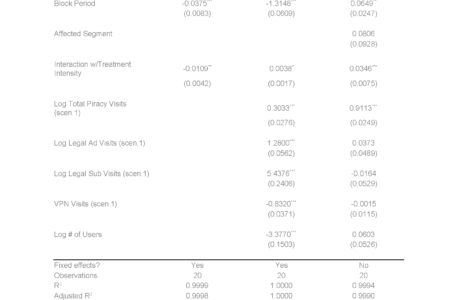 Block Period -0.0375*** -1.3148*** 0.0649**
(0.0083) (0.0609) (0.0247)
Affected Segment 0.0806
(0.0928)
Interaction w/Treatment
Intensity -0.0109** 0.0038* 0.0346***
(0.0042) (0.0017) (0.0075)
Log Total Piracy Visits
(scen.1) 0.3033*** 0.9113***
(0.0276) (0.0249)
Log Legal Ad Visits (scen.1) 1.2800*** 0.0373
(0.0562) (0.0489)
Log Legal Sub Visits (scen 1) 5.4376*** -0.0164
(0.2406) (0.0529)
VPN Visits (scen.1) -0.8320*** -0.0015
(0.0371) (0.0115)
Log # of Users -3.3770*** 0.0603
(0.1503) (0.0526)
Fixed effects? Yes Yes No
Observations 20 20 20
R² 0.9999 1.0000 0.9994
Adjusted R² 0.9998 1.0000 0.9990